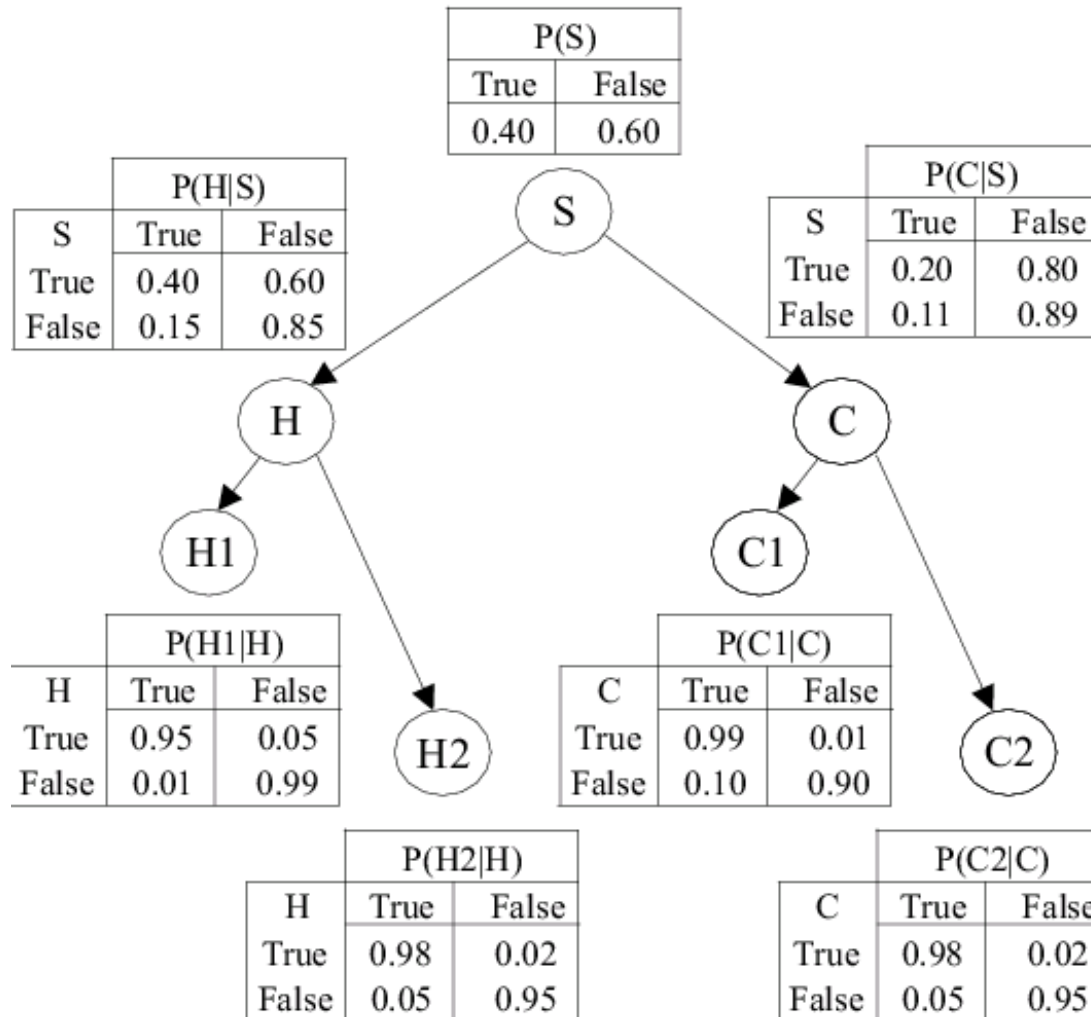 P(S)
True False
0.40 0.60
P(H|S)
S True False
True 0.40 0.60
False 0.15 0.85
S
P(C|S)
S True False
True 0.20 0.80
False 0.11 0.89
H
C
H1
C1
P(H1|H)
H True False
True 0.95 0.05
False 0.01 0.99
H2
P(C1|C)
C True False
True 0.99 0.01
False 0.10 0.90
C2
P(H2|H)
H True False
True 0.98 0.02
False 0.05 0.95
P(C2|C)
C True False
True 0.98 0.02
False 0.05 0.95